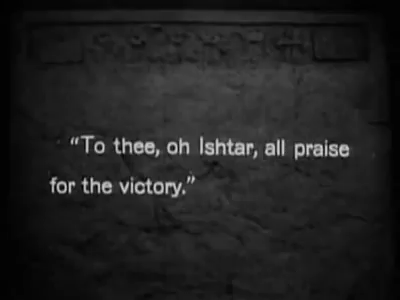 “To thee, oh Ishtar, all praise
for the victory.”